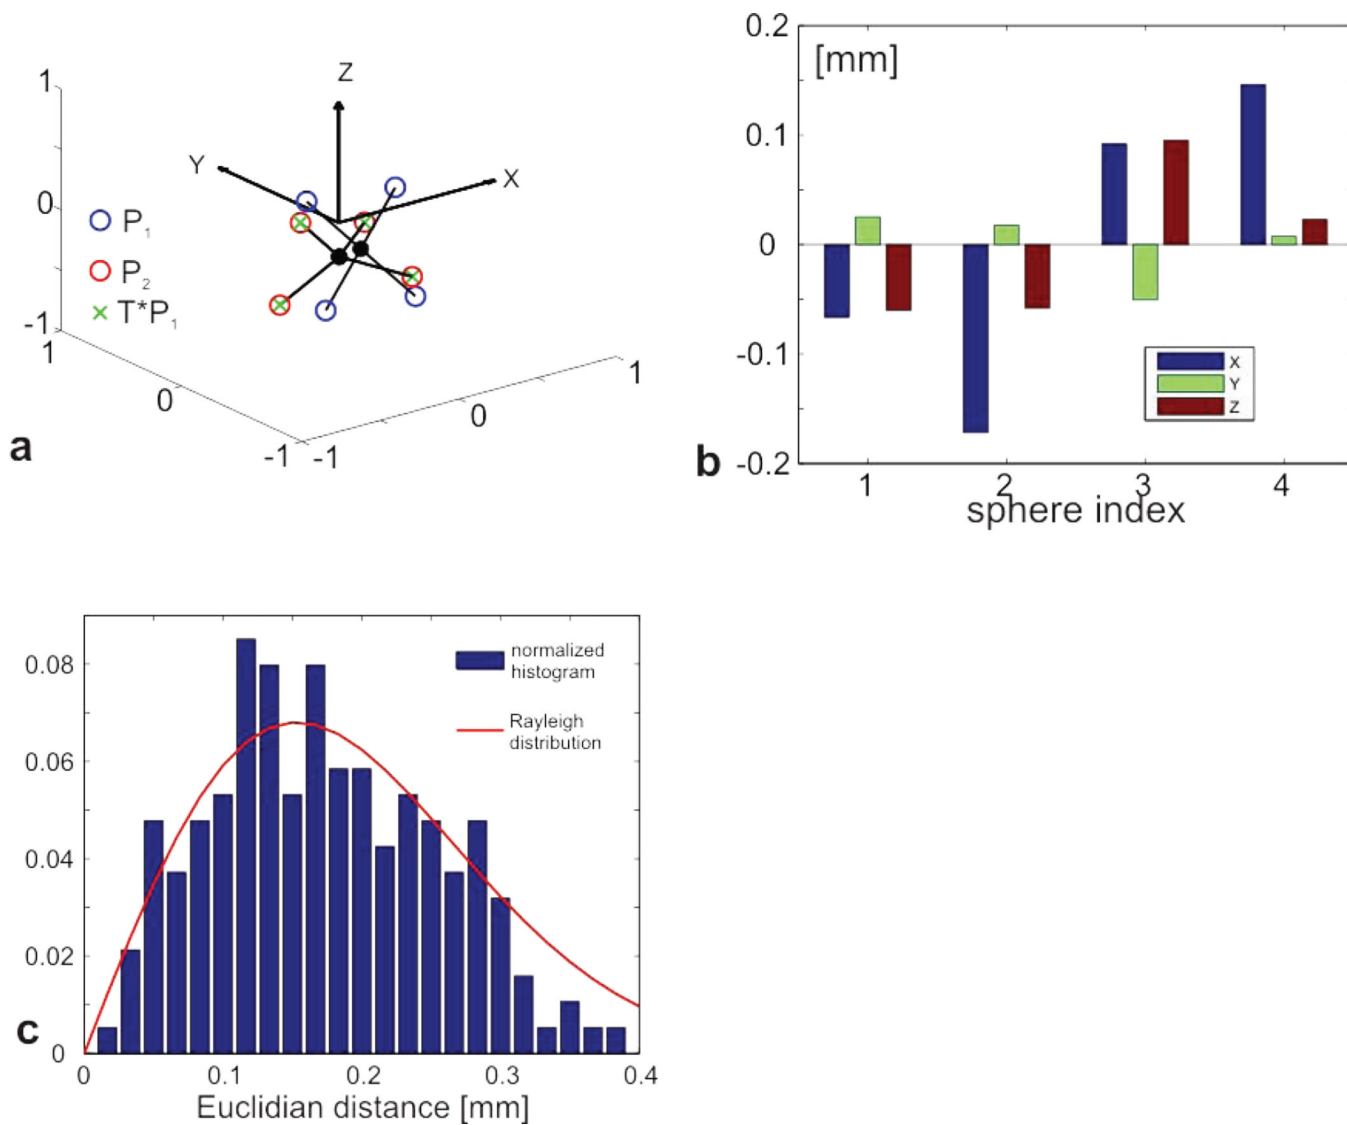 Z
Y
X
1
0
-1
P1
P2
T*P1
1
0
-1
-1
0
1
a
[mm]
0.2
0.1
0
-0.1
-0.2
X
Y
Z
1 2 3 4
sphere index
b
normalized
histogram
Rayleigh
distribution
0.08
0.06
0.04
0.02
0
0 0.1 0.2 0.3 0.4
Euclidian distance [mm]
c